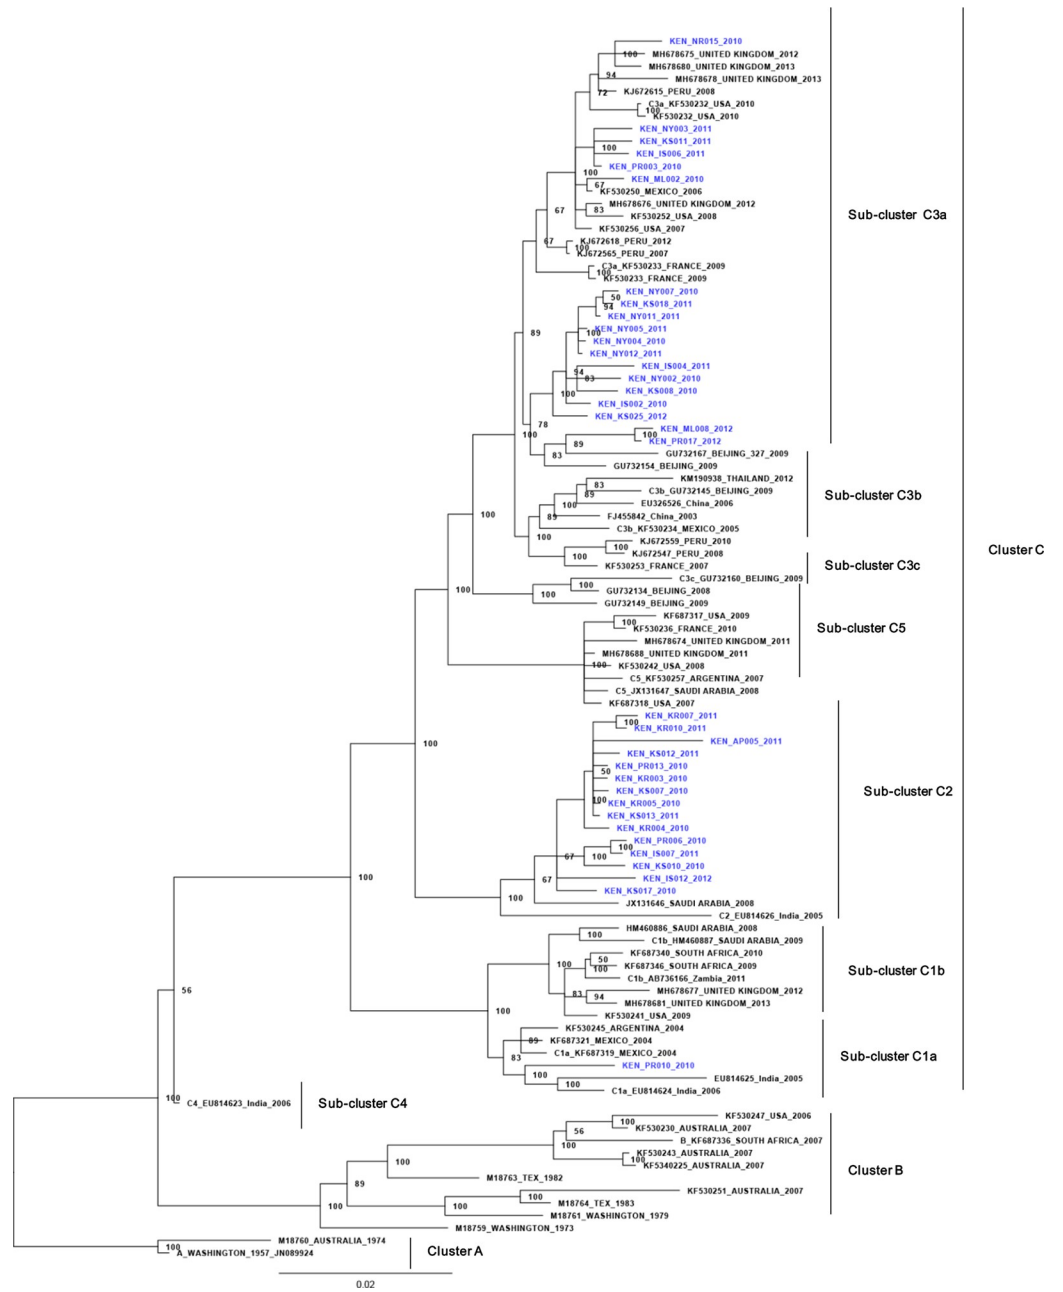 KEN_NR015_2010
100
MH678675_UNITED KINGDOM_2012
MH678680_UNITED KINGDOM_2013
94
MH678678_UNITED KINGDOM_2013
72
KJ672615_PERU_2008
C3a_KF530232_USA_2010
100
KF530232_USA_2010
KEN_NY003_2011
KEN_KS011_2011
100
KEN_IS006_2011
KEN_PR003_2010
100
KEN_ML002_2010
67
KF530250_MEXICO_2006
MH678676_UNITED KINGDOM_2012
67
83
KF530252_USA_2008
Sub-cluster C3a
KF530256_USA_2007
67
KJ672618_PERU_2012
100
KJ672565_PERU_2007
C3a_KF530233_FRANCE_2009
100
KF530233_FRANCE_2009
KEN_NY007_2010
50
KEN_KS018_2011
94
KEN_NY011_2011
KEN_NY005_2011
89
100
KEN_NY004_2010
KEN_NY012_2011
KEN_IS004_2011
94
83
KEN_NY002_2010
KEN_KS008_2010
100
KEN_IS002_2010
KEN_KS025_2012
78
KEN_ML008_2012
100
100
KEN_PR017_2012
89
83
GU732167_BEIJING_327_2009
GU732154_BEIJING_2009
KM190938_THAILAND_2012
83
C3b_GU732145_BEIJING_2009
89
Sub-cluster C3b
EU326526_China_2006
100
FJ455842_China_2003
100
89
C3b_KF530234_MEXICO_2005
100
KJ672559_PERU_2010
100
KJ672547_PERU_2008
Cluster C
100
KF530253_FRANCE_2007
Sub-cluster C3c
C3c_GU732160_BEIJING_2009
100
100
GU732134_BEIJING_2008
100
GU732149_BEIJING_2009
KF687317_USA_2009
100
KF530236_FRANCE_2010
Sub-cluster C5
MH678674_UNITED KINGDOM_2011
MH678688_UNITED KINGDOM_2011
100
KF530242_USA_2008
C5_KF530257_ARGENTINA_2007
C5_JX131647_SAUDI ARABIA_2008
KF687318_USA_2007
KEN_KR007_2011
100
KEN_KR010_2011
KEN_AP005_2011
100
KEN_KS012_2011
KEN_PR013_2010
50
KEN_KR003_2010
KEN_KS007_2010
Sub-cluster C2
100
KEN_KR005_2010
KEN_KS013_2011
KEN_KR004_2010
KEN_PR006_2010
100
KEN_IS007_2011
67
100
KEN_KS010_2010
100
67
KEN_IS012_2012
KEN_KS017_2010
100
JX131646_SAUDI ARABIA_2008
C2_EU814626_India_2005
HM460886_SAUDI ARABIA_2008
100
C1b_HM460887_SAUDI ARABIA_2009
KF687340_SOUTH AFRICA_2010
50
100
100
KF687346_SOUTH AFRICA_2009
Sub-cluster C1b
C1b_AB736166_Zambia_2011
56
MH678677_UNITED KINGDOM_2012
83
94
MH678681_UNITED KINGDOM_2013
100
KF530241_USA_2009
KF530245_ARGENTINA_2004
89
KF687321_MEXICO_2004
C1a_KF687319_MEXICO_2004
83
Sub-cluster C1a
KEN_PR010_2010
100
EU814625_India_2005
100
C1a_EU814624_India_2006
100
C4_EU814623_India_2006
Sub-cluster C4
KF530247_USA_2006
100
KF530230_AUSTRALIA_2007
56
B_KF687336_SOUTH AFRICA_2007
100
KF530243_AUSTRALIA_2007
100
100
KF5340225_AUSTRALIA_2007
Cluster B
M18763_TEX_1982
89
KF530251_AUSTRALIA_2007
100
M18764_TEX_1983
100
100
M18761_WASHINGTON_1979
M18759_WASHINGTON_1973
M18760_AUSTRALIA_1974
100
A_WASHINGTON_1957_JN089924
Cluster A
0.02